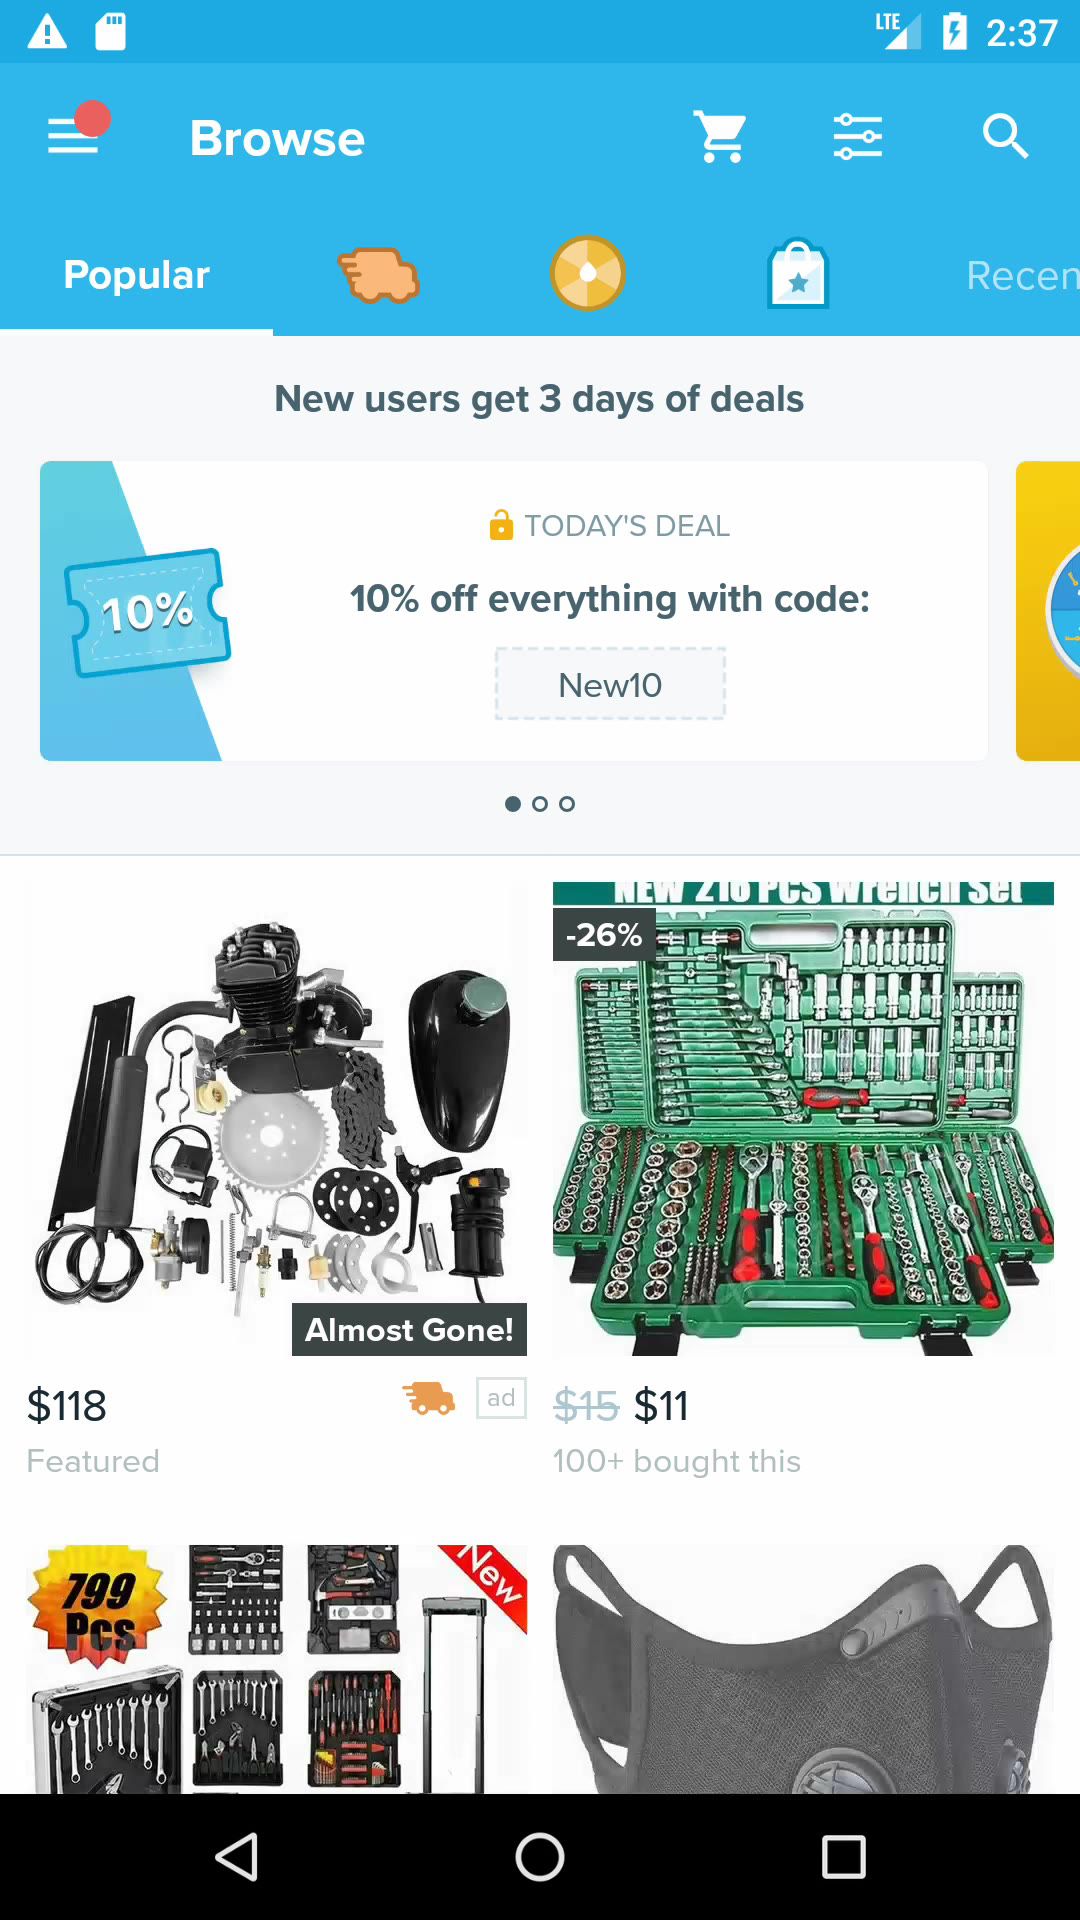 LTE 2:37
Browse
Popular
Recen
New users get 3 days of deals
10%
TODAY'S DEAL
10% off everything with code:
New10
NEW 216 PCS Wrench Set
-26%
Almost Gone!
$118
ad
$15 $11
Featured
100+ bought this
799
Pcs
New